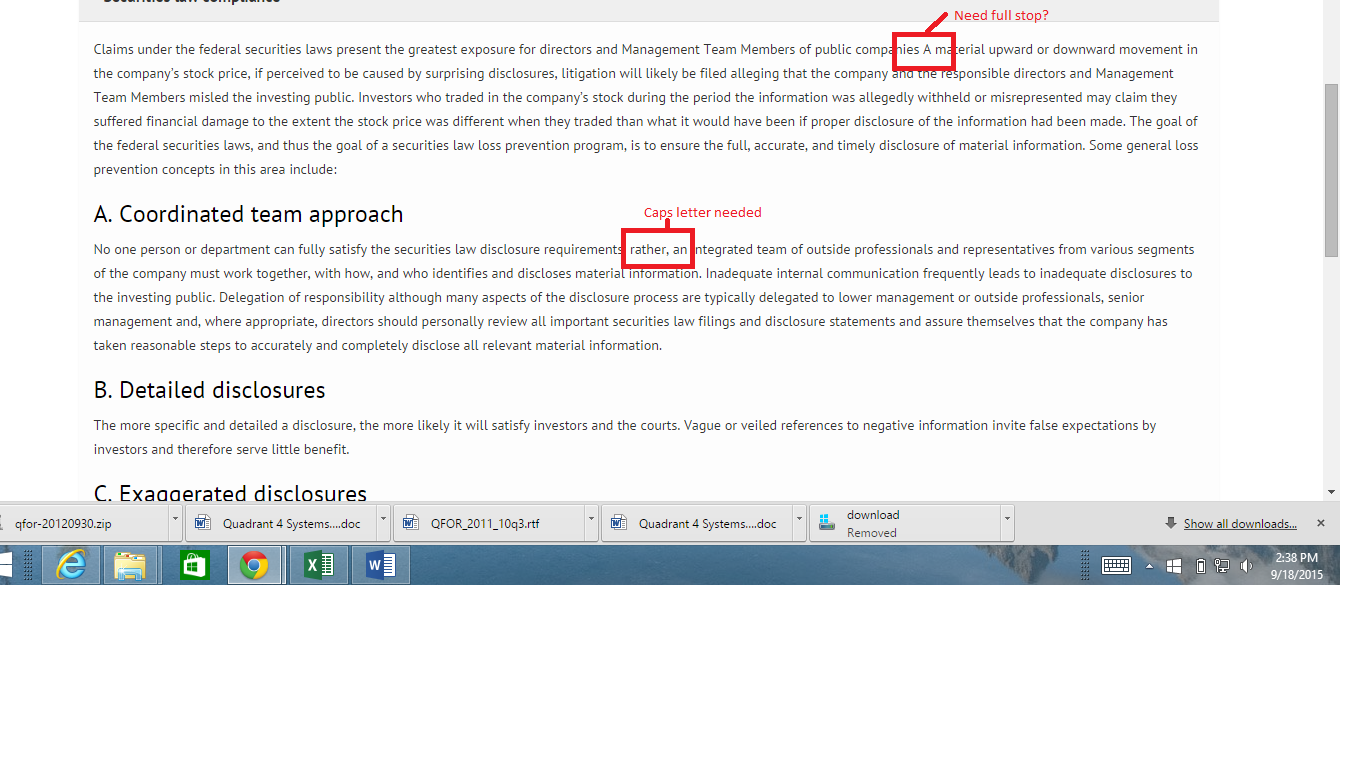 Securities law compliance
Need full stop?
Claims under the federal securities laws present the greatest exposure for directors and Management Team Members of public companies A material upward or downward movement in
the company's stock price, if perceived to be caused by surprising disclosures, litigation will likely be filed alleging that the company and the responsible directors and Management
Team Members misled the investing public. Investors who traded in the company's stock during the period the information was allegedly withheld or misrepresented may claim they
suffered financial damage to the extent the stock price was different when they traded than what it would have been if proper disclosure of the information had been made. The goal of
the federal securities laws, and thus the goal of a securities law loss prevention program, is to ensure the full, accurate, and timely disclosure of material information. Some general loss
prevention concepts in this area include:
A. Coordinated team approach
Caps letter needed
No one person or department can fully satisfy the securities law disclosure requirements rather, an integrated team of outside professionals and representatives from various segments
of the company must work together, with how, and who identifies and discloses material information. Inadequate internal communication frequently leads to inadequate disclosures to
the investing public. Delegation of responsibility although many aspects of the disclosure process are typically delegated to lower management or outside professionals, senior
management and, where appropriate, directors should personally review all important securities law filings and disclosure statements and assure themselves that the company has
taken reasonable steps to accurately and completely disclose all relevant material information.
B. Detailed disclosures
The more specific and detailed a disclosure, the more likely it will satisfy investors and the courts. Vague or veiled references to negative information invite false expectations by
investors and therefore serve little benefit.
C. Exaggerated disclosures
qfor-20120930.zip
Quadrant 4 Systems....doc
QFOR_2011_10q3.rtf
Quadrant 4 Systems....doc
download
Removed
Show all downloads...
2:38 PM
9/18/2015